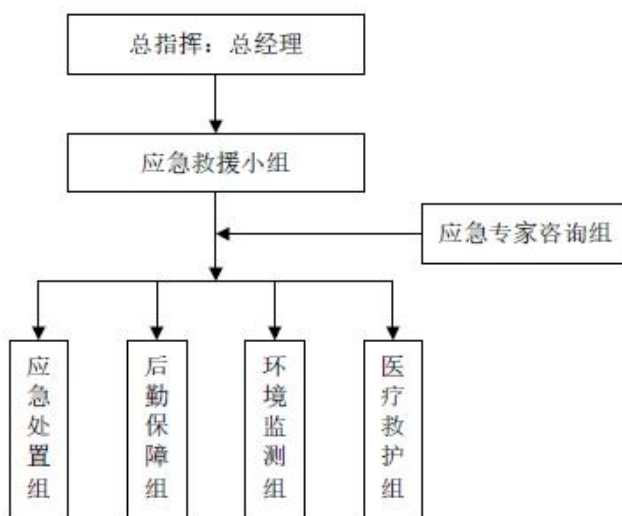 总指挥：总经理
应急救援小组
应急专家咨询组
应急处置组
后勤保障组
环境监测组
医疗救护组